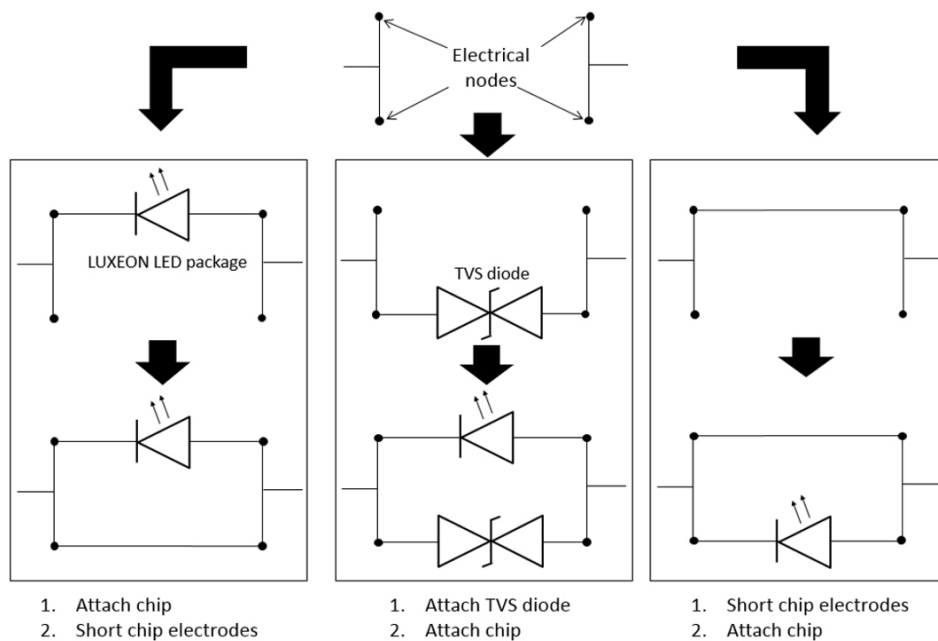 Electrical
nodes
LUXEON LED package
TVS diode
1. Attach chip
2. Short chip electrodes
1. Attach TVS diode
2. Attach chip
1. Short chip electrodes
2. Attach chip